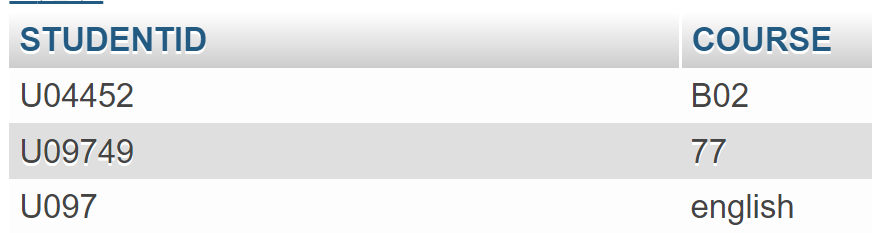 STUDENTID COURSE
U04452 B02
U09749 77
U097 english